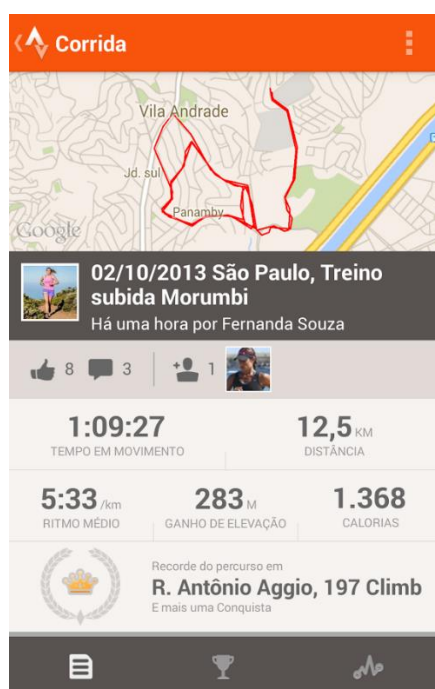 Corrida
Vila Andrade
Jd. sul
Panamby
Google
02/10/2013 São Paulo, Treino
subida Morumbi
Há uma hora por Fernanda Souza
8 3 1
1:09:27 12,5 KM
TEMPO EM MOVIMENTO DISTÂNCIA
5:33 /km 283 M 1.368
RITMO MÉDIO GANHO DE ELEVAÇÃO CALORIAS
Recorde do percurso em
R. Antônio Aggio, 197 Climb
E mais uma Conquista